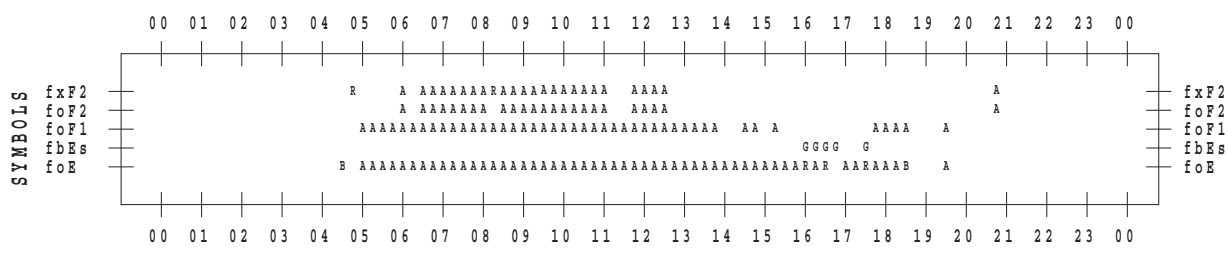 00 01 02 03 04 05 06 07 08 09 10 11 12 13 14 15 16 17 18 19 20 21 22 23 00
SYMBOLS
fxF2 R A AAAAAAARAAAAAAAAAAA AAAA A fxF2
foF2 A AAAAAAA AAAAAAAAAAA AAAA A foF2
foF1 AAAAAAAAAAAAAAAAAAAAAAAAAAAAAAAAAAAA AA A AAAA A foF1
fbEs GGGG G fbEs
foE B AAAAAAAAAAAAAAAAAAAAAAAAAAAAAAAAAAAAAAAAAAAARAR AARAAAB A foE
00 01 02 03 04 05 06 07 08 09 10 11 12 13 14 15 16 17 18 19 20 21 22 23 00